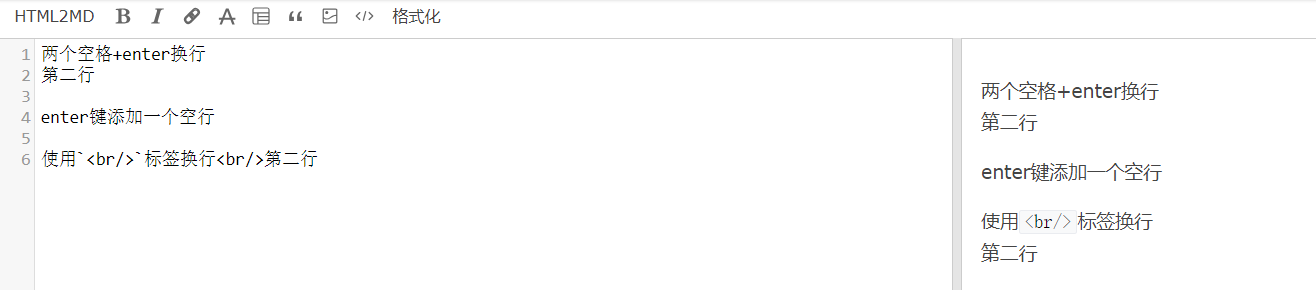 HTML2MD B I A 格式化
1 两个空格+enter换行
2 第二行
3
4 enter键添加一个空行
5
6 使用`<br/>`标签换行<br/>第二行
两个空格+enter换行
第二行
enter键添加一个空行
使用<br/>标签换行
第二行